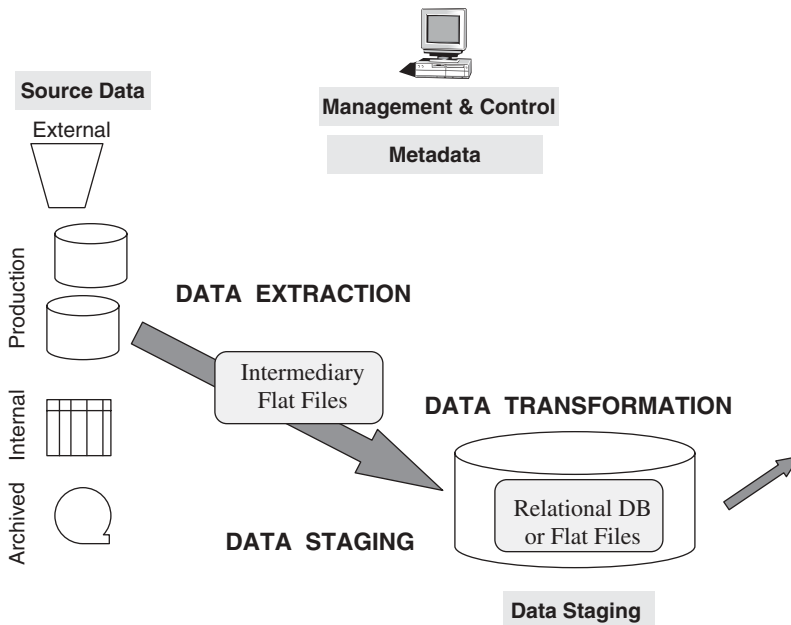 Source Data
External
Production
Internal
Archived
Management & Control
Metadata
DATA EXTRACTION
Intermediary
Flat Files
DATA TRANSFORMATION
Relational DB
or Flat Files
DATA STAGING
Data Staging